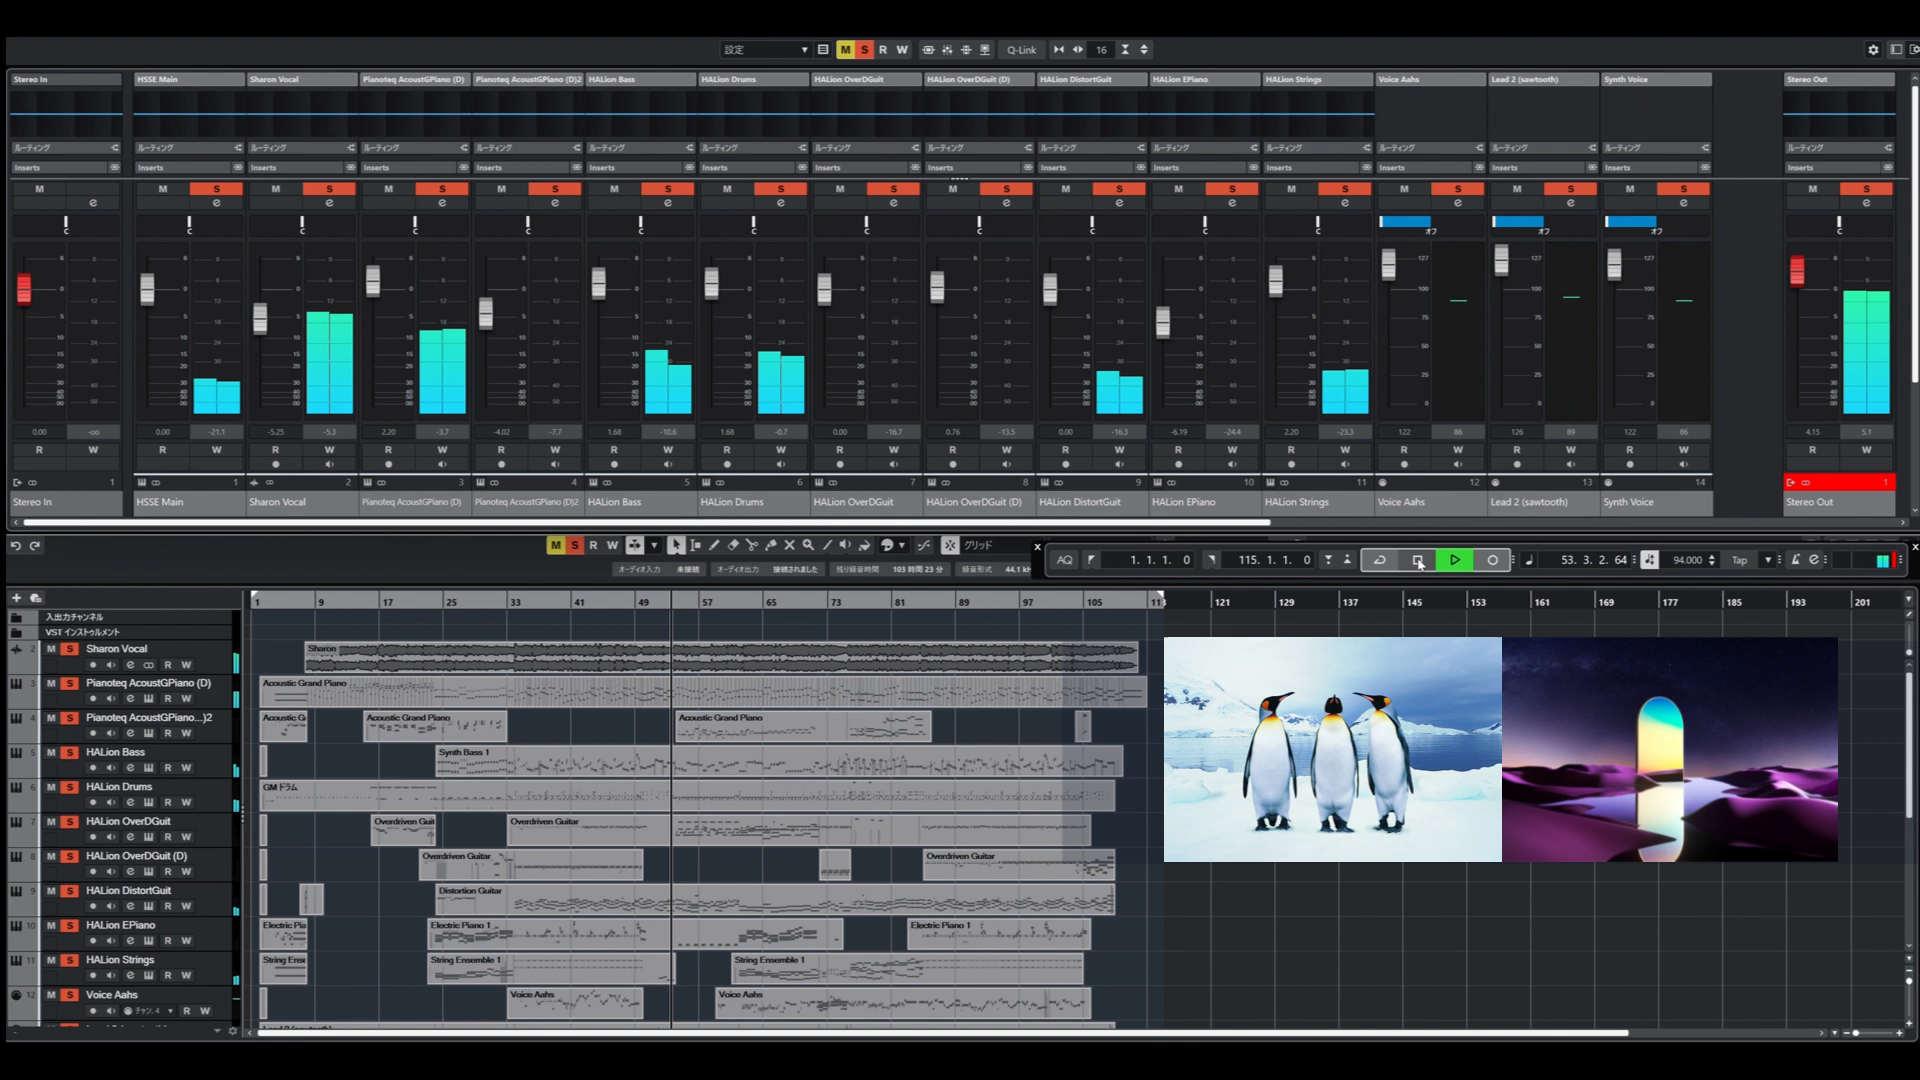 設定 M S R W Q-Link 16
Stereo In HSSE Main Sharon Vocal Pianoteq AcoustGPiano (D) Pianoteq AcoustGPiano (D)2 HALion Bass HALion Drums HALion OverDGuit HALion OverDGuit (D) HALion DistortGuit HALion EPiano HALion Strings Voice Aahs Lead 2 (sawtooth) Synth Voice Stereo Out
ルーティング ルーティング ルーティング ルーティング ルーティング ルーティング ルーティング ルーティング ルーティング ルーティング ルーティング ルーティング ルーティング ルーティング ルーティング ルーティング
Inserts Inserts Inserts Inserts Inserts Inserts Inserts Inserts Inserts Inserts Inserts Inserts Inserts Inserts Inserts Inserts
M M S M S M S M S M S M S M S M S M S M S M S M S M S M S M S
C C C C C C C C C C C C オフ オフ オフ C
0.00 -oo 0.00 -21.1 -5.25 -5.3 2.20 -3.7 -4.02 -7.7 1.68 -10.6 1.68 -0.7 0.00 -16.7 0.76 -13.5 0.00 -16.3 -6.19 -24.4 2.20 -23.3 122 86 126 89 122 86 4.15 5.1
R W R W R W R W R W R W R W R W R W R W R W R W R W R W R W R W
1 1 2 3 4 5 6 7 8 9 10 11 12 13 14 1
Stereo In HSSE Main Sharon Vocal Pianoteq AcoustGPiano (D) Pianoteq AcoustGPiano (D)2 HALion Bass HALion Drums HALion OverDGuit HALion OverDGuit (D) HALion DistortGuit HALion EPiano HALion Strings Voice Aahs Lead 2 (sawtooth) Synth Voice Stereo Out
M S R W グリッド
AQ 1. 1. 1. 0 115. 1. 1. 0 53. 3. 2. 64 94.000 Tap
オーディオ入力 未接続 オーディオ出力 接続されました 残り録音時間 103 時間 23 分 録音形式 44.1 kH
1 9 17 25 33 41 49 57 65 73 81 89 97 105 11 121 129 137 145 153 161 169 177 185 193 201
入出力チャンネル
VST インストゥルメント
2 M S Sharon Vocal Sharon
R W
3 M S Pianoteq AcoustGPiano (D) Acoustic Grand Piano
R W
4 M S Pianoteq AcoustGPiano...)2 Acoustic G Acoustic Grand Piano Acoustic Grand Piano
R W
5 M S HALion Bass Synth Bass 1
R W
6 M S HALion Drums GM ドラム
R W
7 M S HALion OverDGuit Overdriven Guit Overdriven Guitar
R W
8 M S HALion OverDGuit (D) Overdriven Guitar Overdriven Guitar
R W
9 M S HALion DistortGuit Distortion Guitar
R W
10 M S HALion EPiano Electric Pia Electric Piano 1 Electric Piano 1
R W
11 M S HALion Strings String Ense String Ensemble 1 String Ensemble 1
R W
12 M S Voice Aahs Voice Aahs Voice Aahs
チャン. 4 R W